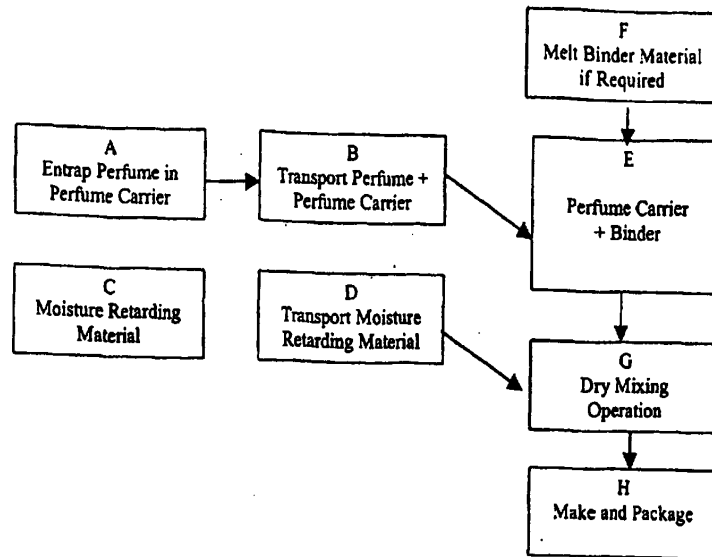 F
Melt Binder Material
if Required
A
Entrap Perfume in
Perfume Carrier
B
Transport Perfume +
Perfume Carrier
E
Perfume Carrier
+ Binder
C
Moisture Retarding
Material
D
Transport Moisture
Retarding Material
G
Dry Mixing
Operation
H
Make and Package